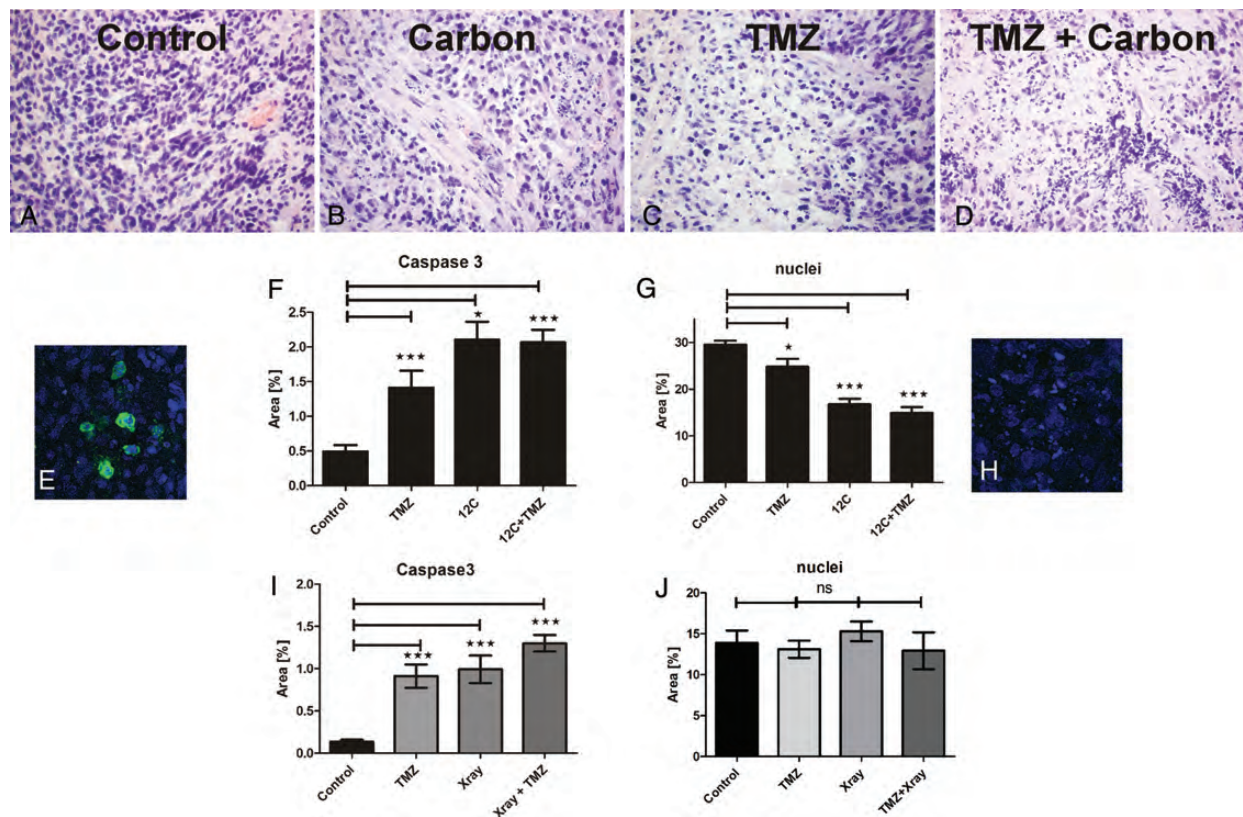 Control
Carbon
TMZ
TMZ + Carbon
A
B
C
D
E
F
Caspase 3
Area [%]
2.5
2.0
1.5
1.0
0.5
0.0
★★★
★
★★★
Control
TMZ
12C
12C+TMZ
G
nuclei
Area [%]
30
20
10
0
★
★★★
★★★
Control
TMZ
12C
12C+TMZ
H
I
Caspase3
Area [%]
2.0
1.5
1.0
0.5
0.0
★★★
★★★
★★★
Control
TMZ
Xray
Xray + TMZ
J
nuclei
ns
Area [%]
20
15
10
5
0
Control
TMZ
Xray
TMZ+Xray